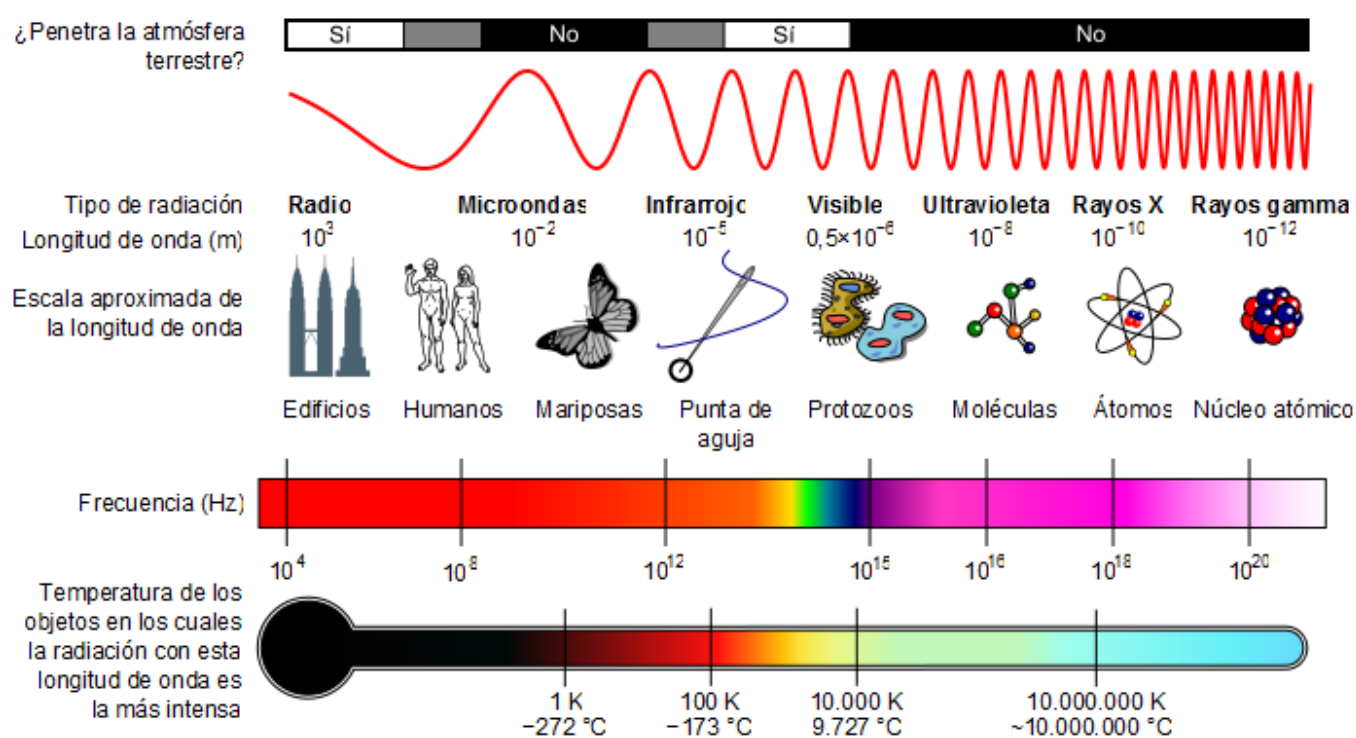 ¿Penetra la atmósfera
terrestre?
Sí
No
Sí
No
Tipo de radiación
Radio
Microondas
Infrarrojo
Visible
Ultravioleta
Rayos X
Rayos gamma
Longitud de onda (m)
10³
10⁻²
10⁻⁵
0,5×10⁻⁶
10⁻⁸
10⁻¹⁰
10⁻¹²
Escala aproximada de
la longitud de onda
Edificios
Humanos
Mariposas
Punta de
aguja
Protozoos
Moléculas
Átomos
Núcleo atómico
Frecuencia (Hz)
10⁴
10⁸
10¹²
10¹⁵
10¹⁶
10¹⁸
10²⁰
Temperatura de los
objetos en los cuales
la radiación con esta
longitud de onda es
la más intensa
1 K
−272 °C
100 K
−173 °C
10.000 K
9.727 °C
10.000.000 K
~10.000.000 °C